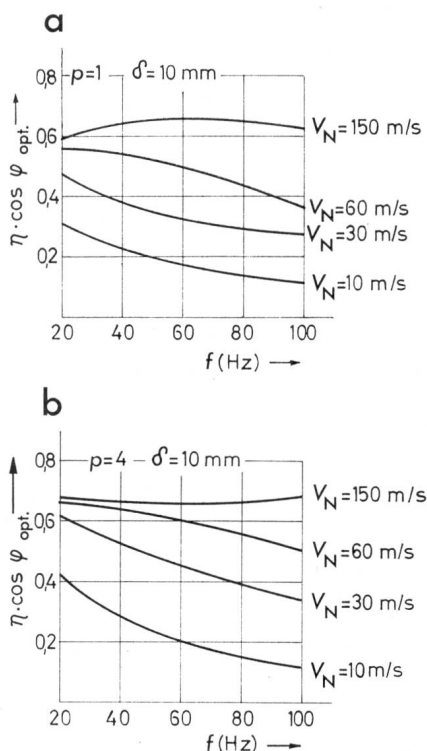 a
p=1 δ=10 mm
0,8
0,6
0,4
0,2
η·cos φ opt.
V_N=150 m/s
V_N=60 m/s
V_N=30 m/s
V_N=10 m/s
20 40 60 80 100
f(Hz)
b
p=4 - δ=10 mm
0,8
0,6
0,4
0,2
η·cos φ opt.
V_N=150 m/s
V_N=60 m/s
V_N=30 m/s
V_N=10 m/s
20 40 60 80 100
f(Hz)